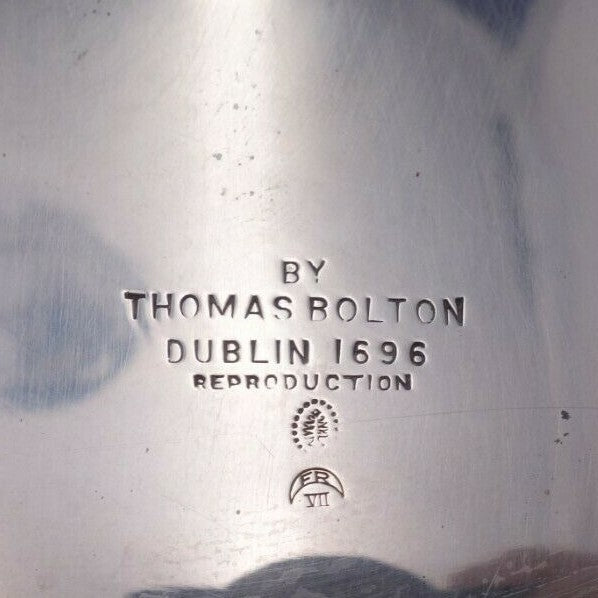 BY
THOMAS BOLTON
DUBLIN 1696
REPRODUCTION
ER
VII